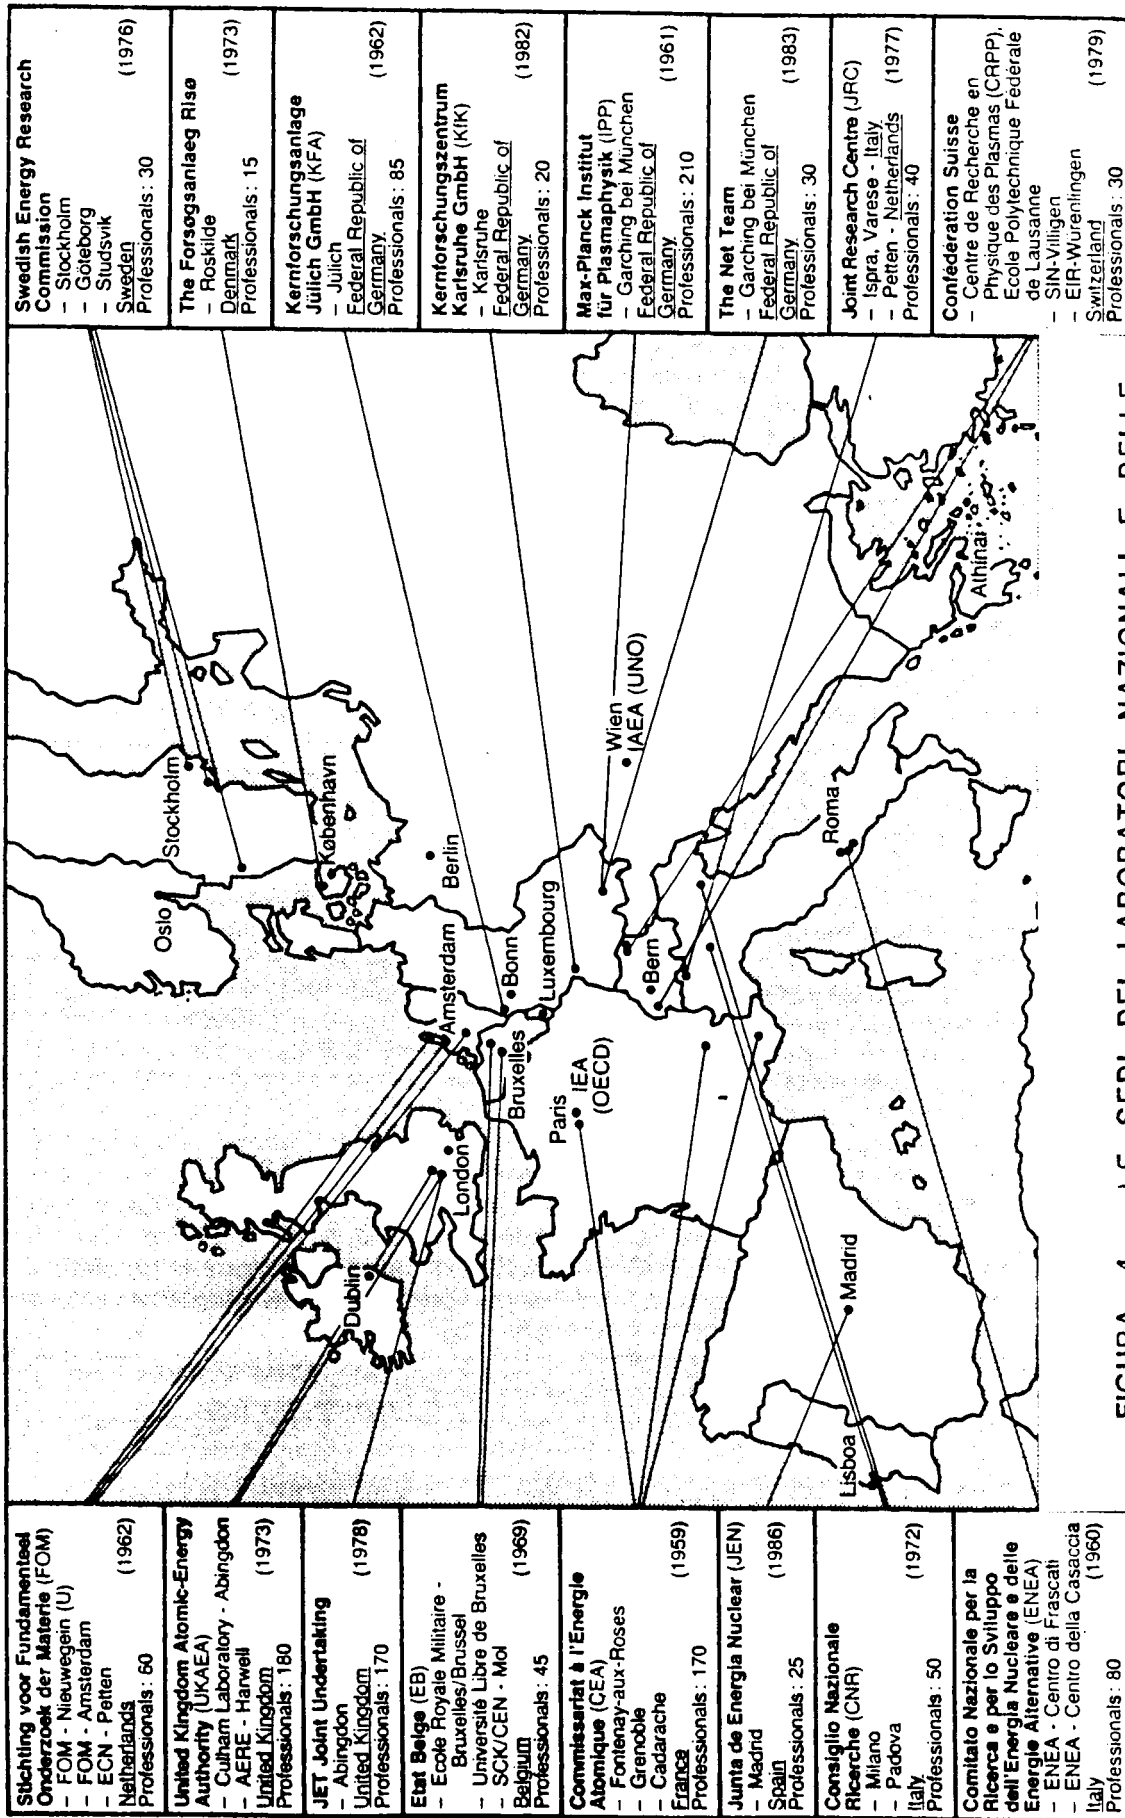 Stichting voor Fundamenteel
Onderzoek der Materie (FOM)
- FOM - Nieuwegein (U)
- FOM - Amsterdam
- ECN - Petten
Netherlands (1962)
Professionals : 60
United Kingdom Atomic-Energy
Authority (UKAEA)
- Culham Laboratory - Abingdon
- AERE - Harwell
United Kingdom (1973)
Professionals : 180
JET Joint Undertaking
- Abingdon
United Kingdom (1978)
Professionals : 170
Etat Belge (EB)
- Ecole Royale Militaire -
Bruxelles/Brussel
- Université Libre de Bruxelles
- SCK/CEN - Mol
Belgium (1969)
Professionals : 45
Commissariat à l'Energie
Atomique (CEA)
- Fontenay-aux-Roses
- Grenoble
- Cadarache
France (1959)
Professionals : 170
Junta de Energia Nuclear (JEN)
- Madrid
Spain (1986)
Professionals : 25
Consiglio Nazionale
Ricerche (CNR)
- Milano
- Padova
Italy (1972)
Professionals : 50
Comitato Nazionale per la
Ricerca e per lo Sviluppo
dell'Energia Nucleare e delle
Energie Alternative (ENEA)
- ENEA - Centro di Frascati
- ENEA - Centro della Casaccia
Italy (1960)
Professionals : 80
Oslo
Stockholm
København
Dublin
London
Amsterdam
Berlin
Bruxelles
Bonn
Luxembourg
Paris
IEA
(OECD)
Wien
IAEA (UNO)
Bern
Roma
Madrid
Lisboa
Athinai
Swedish Energy Research
Commission
- Stockholm
- Göteborg
- Studsvik
Sweden (1976)
Professionals : 30
The Forsøgsanlaeg Risø
- Roskilde
Denmark (1973)
Professionals : 15
Kernforschungsanlage
Jülich GmbH (KFA)
- Jülich
Federal Republic of
Germany (1962)
Professionals : 85
Kernforschungszentrum
Karlsruhe GmbH (KfK)
- Karlsruhe
Federal Republic of
Germany (1982)
Professionals : 20
Max-Planck Institut
für Plasmaphysik (IPP)
- Garching bei München
Federal Republic of
Germany (1961)
Professionals : 210
The Net Team
- Garching bei München
Federal Republic of
Germany (1983)
Professionals : 30
Joint Research Centre (JRC)
- Ispra, Varese - Italy
- Petten - Netherlands (1977)
Professionals : 40
Confédération Suisse
- Centre de Recherche en
Physique des Plasmas (CRPP),
Ecole Polytechnique Fédérale
de Lausanne
- SIN-Villigen
- EIR-Würenlingen
Switzerland (1979)
Professionals : 30